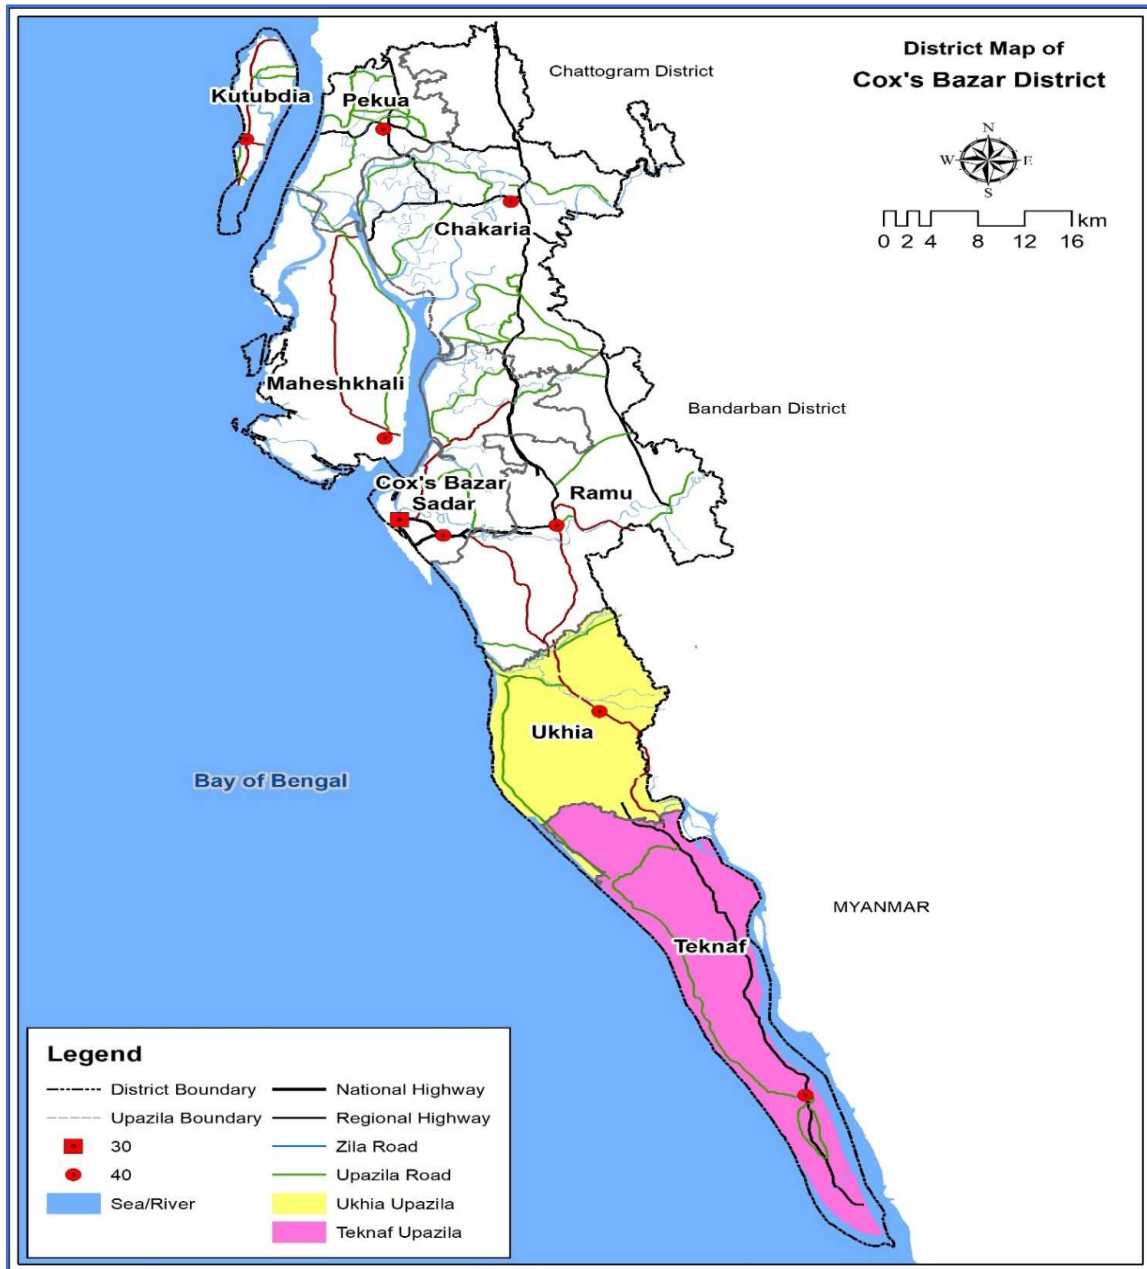 District Map of
Cox's Bazar District
Chattogram District
Kutubdia
Pekua
N
W E
S
km
0 2 4 8 12 16
Chakaria
Maheshkhali
Bandarban District
Cox's Bazar
Sadar
Ramu
Ukhia
Bay of Bengal
MYANMAR
Teknaf
Legend
District Boundary
Upazila Boundary
30
40
Sea/River
National Highway
Regional Highway
Zila Road
Upazila Road
Ukhia Upazila
Teknaf Upazila